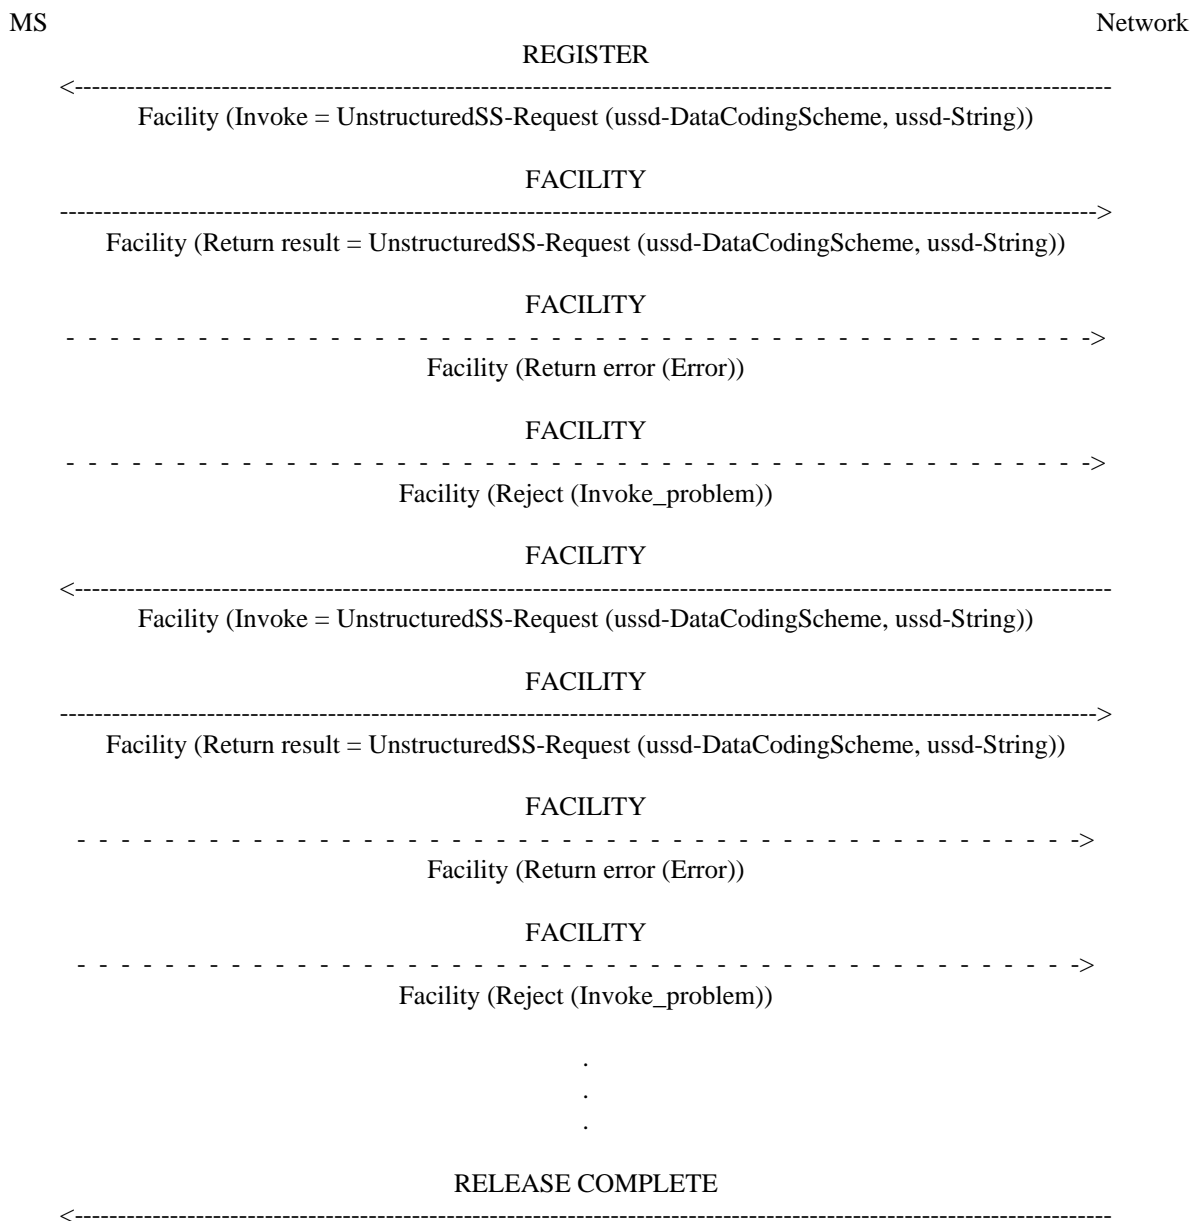 MS Network
REGISTER
<------------------------------------------------------------------------------------------------------------------------
Facility (Invoke = UnstructuredSS-Request (ussd-DataCodingScheme, ussd-String))
FACILITY
------------------------------------------------------------------------------------------------------------------------>
Facility (Return result = UnstructuredSS-Request (ussd-DataCodingScheme, ussd-String))
FACILITY
- - - - - - - - - - - - - - - - - - - - - - - - - - - - - - - - - - - - - - - - - - - - - - ->
Facility (Return error (Error))
FACILITY
- - - - - - - - - - - - - - - - - - - - - - - - - - - - - - - - - - - - - - - - - - - - - - ->
Facility (Reject (Invoke_problem))
FACILITY
<------------------------------------------------------------------------------------------------------------------------
Facility (Invoke = UnstructuredSS-Request (ussd-DataCodingScheme, ussd-String))
FACILITY
------------------------------------------------------------------------------------------------------------------------>
Facility (Return result = UnstructuredSS-Request (ussd-DataCodingScheme, ussd-String))
FACILITY
- - - - - - - - - - - - - - - - - - - - - - - - - - - - - - - - - - - - - - - - - - - - - ->
Facility (Return error (Error))
FACILITY
- - - - - - - - - - - - - - - - - - - - - - - - - - - - - - - - - - - - - - - - - - - - - ->
Facility (Reject (Invoke_problem))
.
.
.
RELEASE COMPLETE
<------------------------------------------------------------------------------------------------------------------------